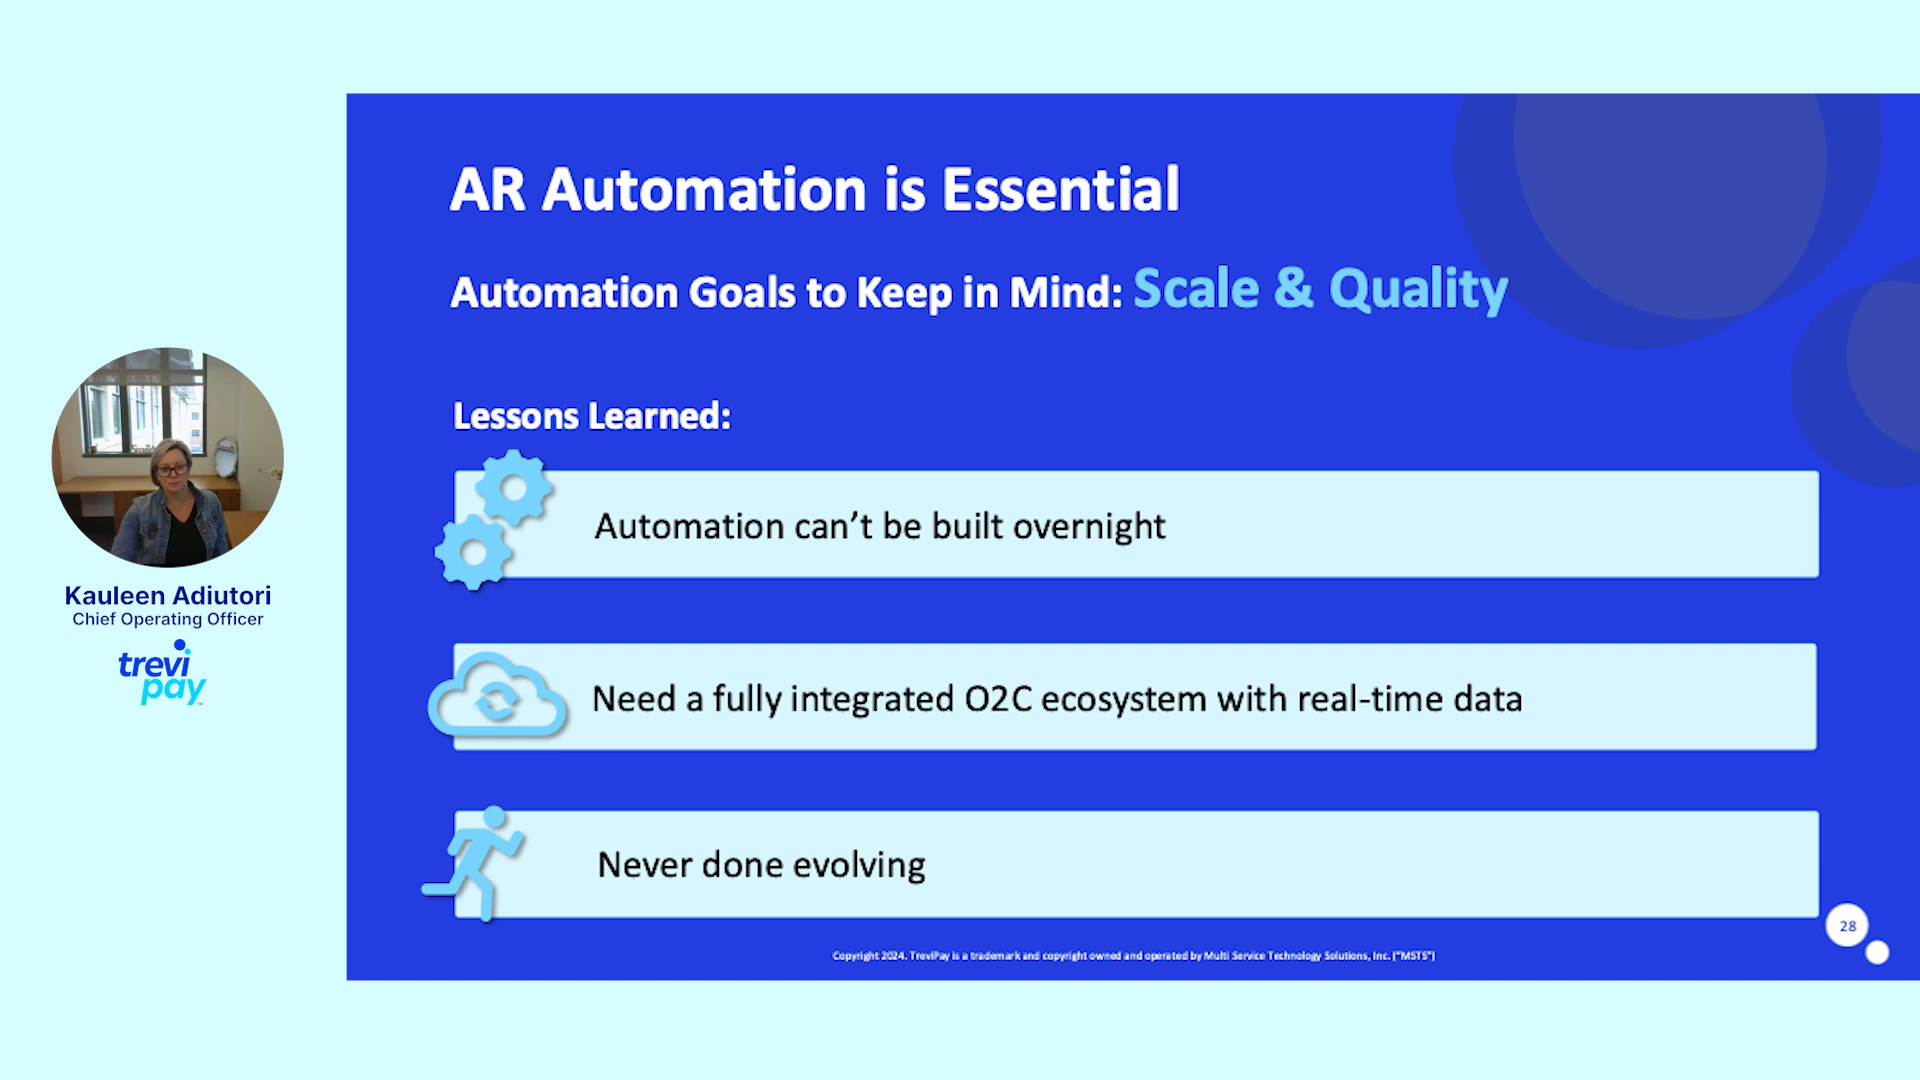 AR Automation is Essential
Automation Goals to Keep in Mind: Scale & Quality
Lessons Learned:
Automation can’t be built overnight
Need a fully integrated O2C ecosystem with real-time data
Never done evolving
28
Copyright 2024. TreviPay is a trademark and copyright owned and operated by Multi Service Technology Solutions, Inc. ("MSTS")
Kauleen Adiutori
Chief Operating Officer
trevi
pay